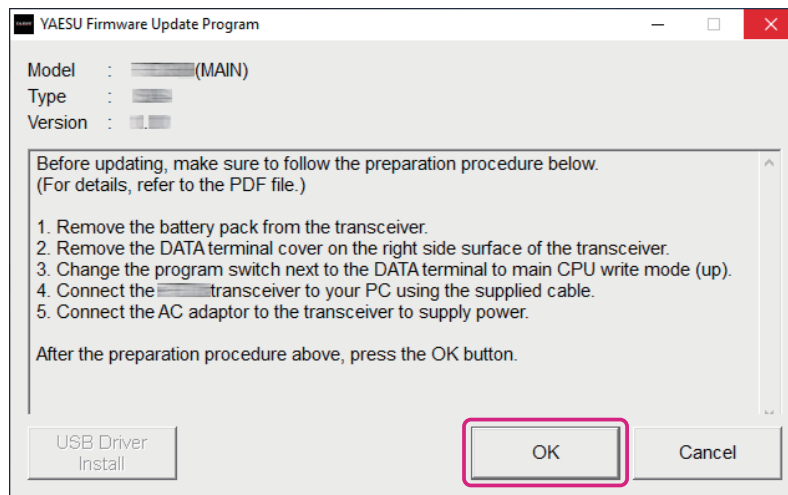 YAESU Firmware Update Program
Model : (MAIN)
Type :
Version : .
Before updating, make sure to follow the preparation procedure below.
(For details, refer to the PDF file.)
1. Remove the battery pack from the transceiver.
2. Remove the DATA terminal cover on the right side surface of the transceiver.
3. Change the program switch next to the DATA terminal to main CPU write mode (up).
4. Connect the transceiver to your PC using the supplied cable.
5. Connect the AC adaptor to the transceiver to supply power.
After the preparation procedure above, press the OK button.
USB Driver
Install
OK
Cancel